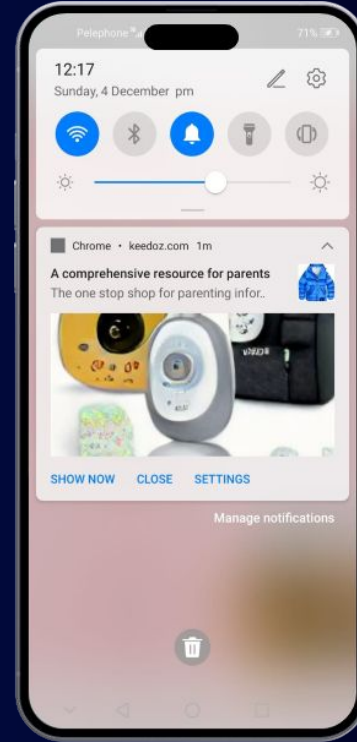 Pelephone
71%
12:17
Sunday, 4 December pm
Chrome • keedoz.com 1m
A comprehensive resource for parents
The one stop shop for parenting infor..
SHOW NOW CLOSE SETTINGS
Manage notifications